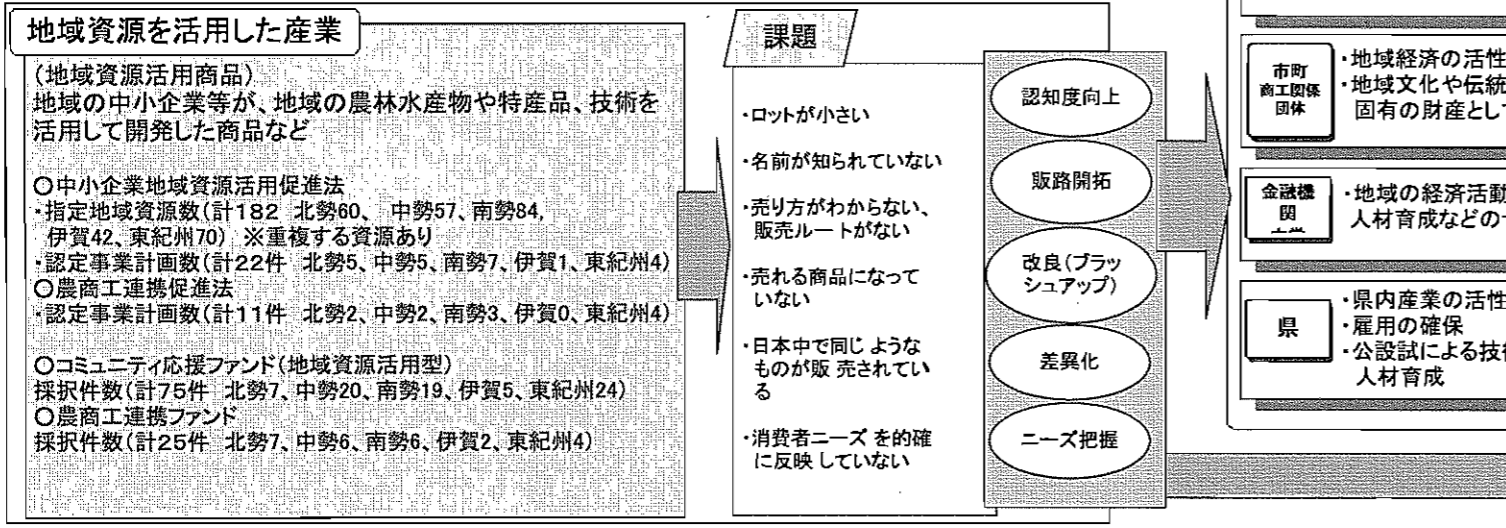 地域資源を活用した産業
(地域資源活用商品)
地域の中小企業等が、地域の農林水産物や特産品、技術を
活用して開発した商品など
○中小企業地域資源活用促進法
・指定地域資源数(計182 北勢60、 中勢57、南勢84,
伊賀42、東紀州70) ※重複する資源あり
・認定事業計画数(計22件 北勢5、中勢5、南勢7、伊賀1、東紀州4)
○農商工連携促進法
・認定事業計画数(計11件 北勢2、中勢2、南勢3、伊賀0、東紀州4)
○コミュニティ応援ファンド(地域資源活用型)
採択件数(計75件 北勢7、中勢20、南勢19、伊賀5、東紀州24)
○農商工連携ファンド
採択件数(計25件 北勢7、中勢6、南勢6、伊賀2、東紀州4)
課題
・ロットが小さい
・名前が知られていない
・売り方がわからない、
販売ルートがない
・売れる商品になって
いない
・日本中で同じ ような
ものが販 売されてい
る
・消費者ニーズ を的確
に反映 していない
認知度向上
販路開拓
改良(ブラッ
シュアップ)
差異化
ニーズ把握
市町
商工関係
団体
・地域経済の活性
・地域文化や伝統
固有の財産とし
金融機
関
・地域の経済活動
人材育成などの
県
・県内産業の活性
・雇用の確保
・公設試による技
人材育成